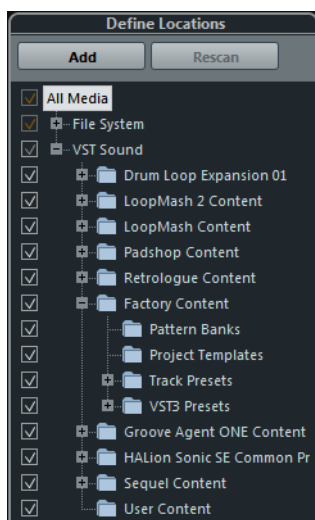 Define Locations
Add Rescan
All Media
File System
VST Sound
Drum Loop Expansion 01
LoopMash 2 Content
LoopMash Content
Padshop Content
Retrologue Content
Factory Content
Pattern Banks
Project Templates
Track Presets
VST3 Presets
Groove Agent ONE Content
HALion Sonic SE Common Pr
Sequel Content
User Content